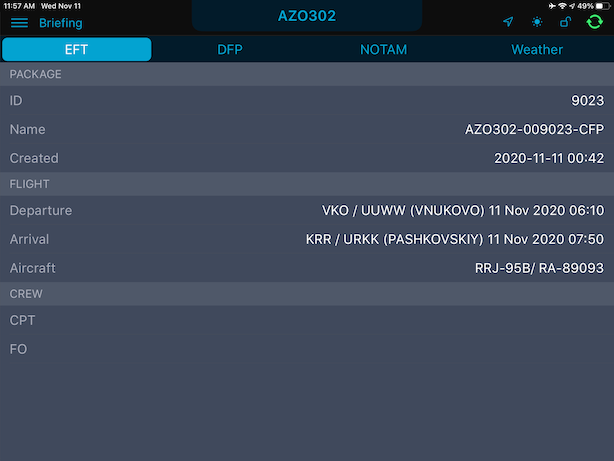 11:57 AM Wed Nov 11 49%
Briefing AZO302
EFT DFP NOTAM Weather
PACKAGE
ID 9023
Name AZO302-009023-CFP
Created 2020-11-11 00:42
FLIGHT
Departure VKO / UUWW (VNUKOVO) 11 Nov 2020 06:10
Arrival KRR / URKK (PASHKOVSKIY) 11 Nov 2020 07:50
Aircraft RRJ-95B/ RA-89093
CREW
CPT
FO